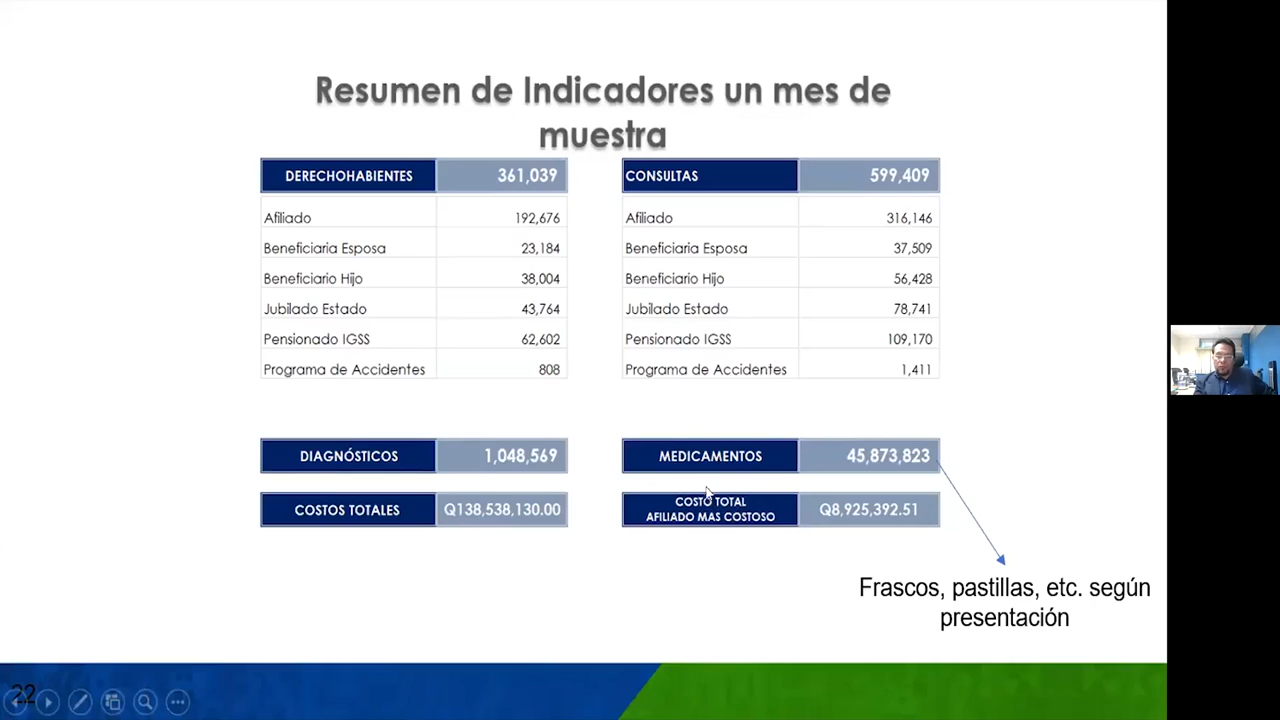 Resumen de Indicadores un mes de
muestra
DERECHOHABIENTES 361,039
Afiliado 192,676
Beneficiaria Esposa 23,184
Beneficiario Hijo 38,004
Jubilado Estado 43,764
Pensionado IGSS 62,602
Programa de Accidentes 808
CONSULTAS 599,409
Afiliado 316,146
Beneficiaria Esposa 37,509
Beneficiario Hijo 56,428
Jubilado Estado 78,741
Pensionado IGSS 109,170
Programa de Accidentes 1,411
DIAGNÓSTICOS 1,048,569
MEDICAMENTOS 45,873,823
COSTOS TOTALES Q138,538,130.00
COSTO TOTAL
AFILIADO MAS COSTOSO Q8,925,392.51
Frascos, pastillas, etc. según
presentación
22